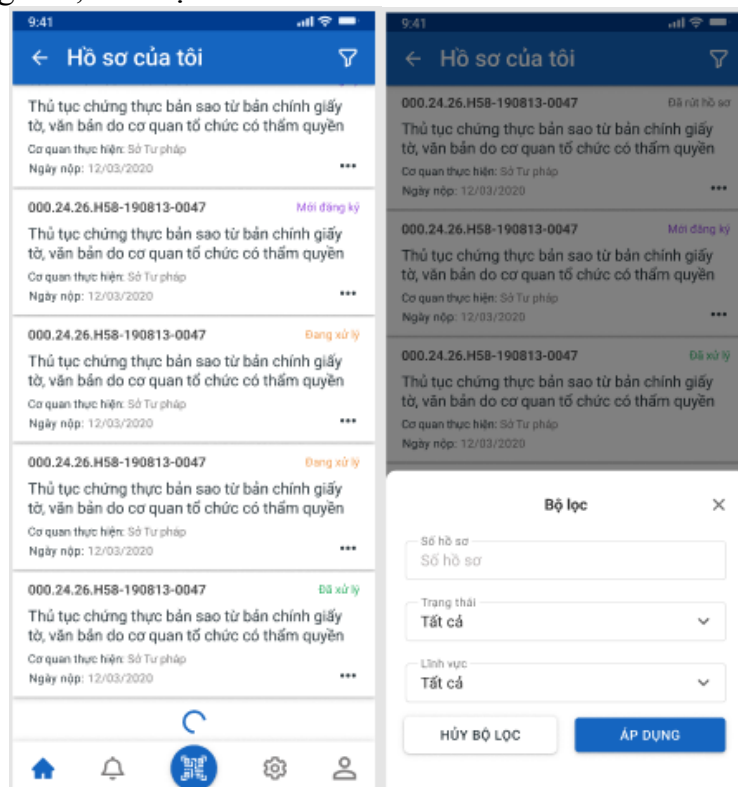 9:41
Hồ sơ của tôi
Thủ tục chứng thực bản sao từ bản chính giấy
tờ, văn bản do cơ quan tổ chức có thẩm quyền
Cơ quan thực hiện: Sở Tư pháp
Ngày nộp: 12/03/2020
000.24.26.H58-190813-0047 Mới đăng ký
Thủ tục chứng thực bản sao từ bản chính giấy
tờ, văn bản do cơ quan tổ chức có thẩm quyền
Cơ quan thực hiện: Sở Tư pháp
Ngày nộp: 12/03/2020
000.24.26.H58-190813-0047 Đang xử lý
Thủ tục chứng thực bản sao từ bản chính giấy
tờ, văn bản do cơ quan tổ chức có thẩm quyền
Cơ quan thực hiện: Sở Tư pháp
Ngày nộp: 12/03/2020
000.24.26.H58-190813-0047 Đang xử lý
Thủ tục chứng thực bản sao từ bản chính giấy
tờ, văn bản do cơ quan tổ chức có thẩm quyền
Cơ quan thực hiện: Sở Tư pháp
Ngày nộp: 12/03/2020
000.24.26.H58-190813-0047 Đã xử lý
Thủ tục chứng thực bản sao từ bản chính giấy
tờ, văn bản do cơ quan tổ chức có thẩm quyền
Cơ quan thực hiện: Sở Tư pháp
Ngày nộp: 12/03/2020
9:41
Hồ sơ của tôi
000.24.26.H58-190813-0047 Đã rút hồ sơ
Thủ tục chứng thực bản sao từ bản chính giấy
tờ, văn bản do cơ quan tổ chức có thẩm quyền
Cơ quan thực hiện: Sở Tư pháp
Ngày nộp: 12/03/2020
000.24.26.H58-190813-0047 Mới đăng ký
Thủ tục chứng thực bản sao từ bản chính giấy
tờ, văn bản do cơ quan tổ chức có thẩm quyền
Cơ quan thực hiện: Sở Tư pháp
Ngày nộp: 12/03/2020
000.24.26.H58-190813-0047 Đã xử lý
Thủ tục chứng thực bản sao từ bản chính giấy
tờ, văn bản do cơ quan tổ chức có thẩm quyền
Cơ quan thực hiện: Sở Tư pháp
Ngày nộp: 12/03/2020
Bộ lọc
Số hồ sơ
Số hồ sơ
Trạng thái
Tất cả
Lĩnh vực
Tất cả
HỦY BỘ LỌC ÁP DỤNG